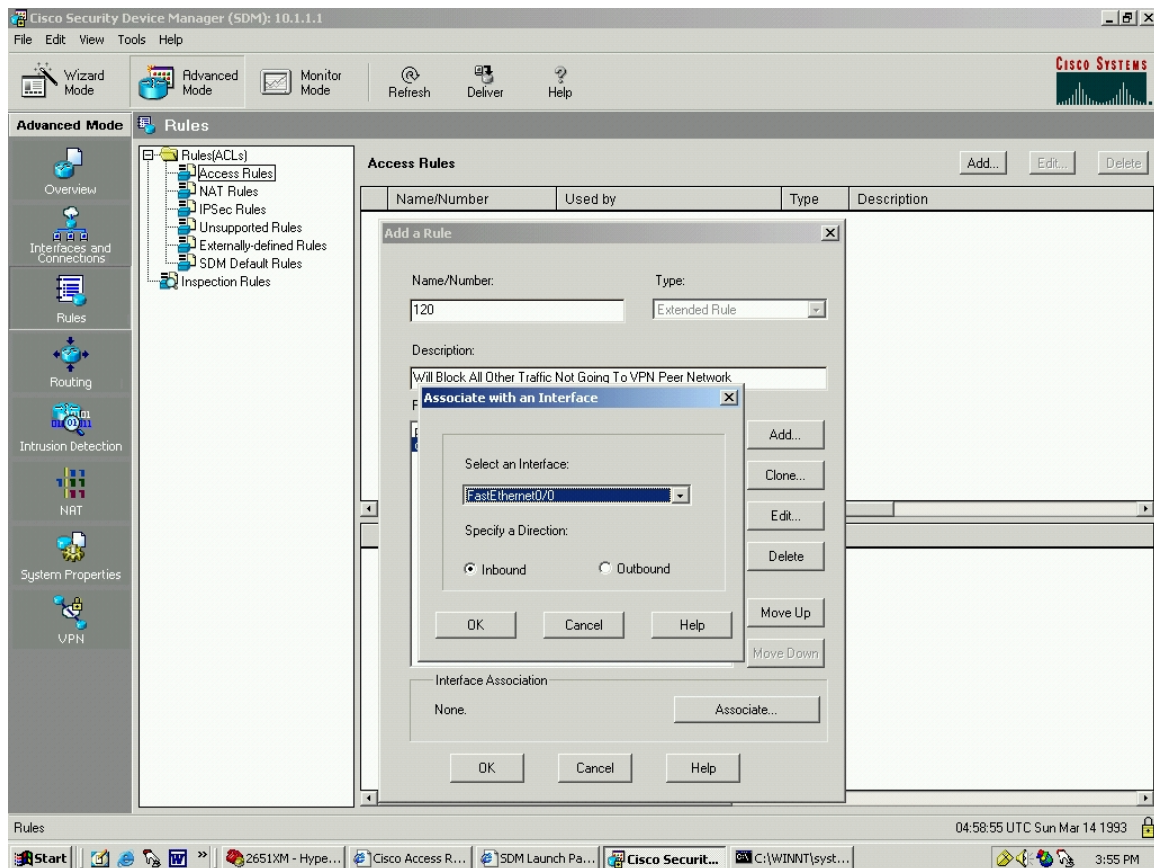 Cisco Security Device Manager (SDM): 10.1.1.1
File Edit View Tools Help
Wizard Mode
Advanced Mode
Monitor Mode
Refresh
Deliver
Help
CISCO SYSTEMS
Advanced Mode
Rules
Overview
Interfaces and Connections
Rules
Routing
Intrusion Detection
NAT
System Properties
VPN
Rules(ACLs)
Access Rules
NAT Rules
IPSec Rules
Unsupported Rules
Externally-defined Rules
SDM Default Rules
Inspection Rules
Access Rules
Add...
Edit...
Delete
Name/Number
Used by
Type
Description
Add a Rule
Name/Number:
Type:
120
Extended Rule
Description:
Will Block All Other Traffic Not Going To VPN Peer Network
Associate with an Interface
Select an Interface:
FastEthernet0/0
Specify a Direction:
Inbound
Outbound
OK
Cancel
Help
Add...
Clone...
Edit...
Delete
Move Up
Move Down
Interface Association
None.
Associate...
OK
Cancel
Help
Rules
04:58:55 UTC Sun Mar 14 1993
Start
2651XM - Hype...
Cisco Access R...
SDM Launch Pa...
Cisco Securit...
C:\WINNT\syst...
3:55 PM